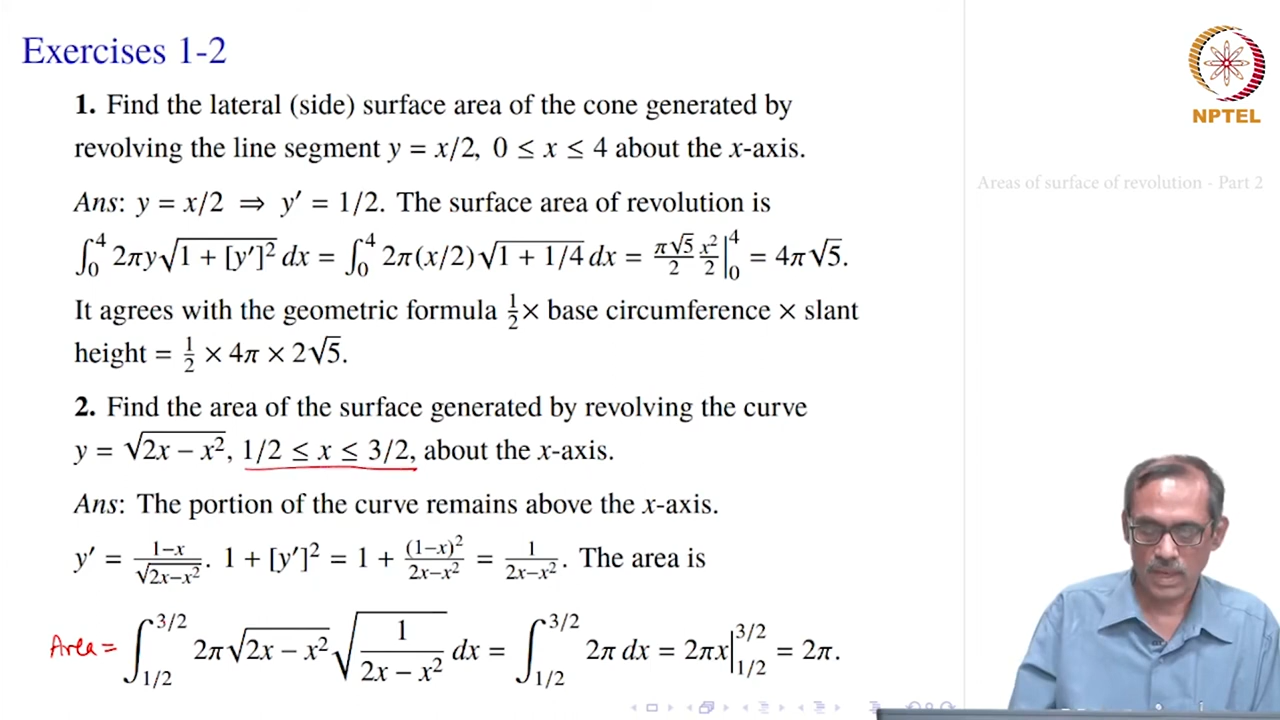 Exercises 1-2
NPTEL
1. Find the lateral (side) surface area of the cone generated by
revolving the line segment y = x/2, 0 ≤ x ≤ 4 about the x-axis.
Areas of surface of revolution - Part 2
Ans: y = x/2 ⇒ y′ = 1/2. The surface area of revolution is
∫₀⁴ 2πy√(1 + [y′]²) dx = ∫₀⁴ 2π(x/2)√(1 + 1/4) dx = π√5/2 x²/2 |₀⁴ = 4π√5.
It agrees with the geometric formula 1/2 × base circumference × slant
height = 1/2 × 4π × 2√5.
2. Find the area of the surface generated by revolving the curve
y = √(2x − x²), 1/2 ≤ x ≤ 3/2, about the x-axis.
Ans: The portion of the curve remains above the x-axis.
y′ = (1−x)/√(2x−x²). 1 + [y′]² = 1 + (1−x)²/(2x−x²) = 1/(2x−x²). The area is
Area = ∫_{1/2}^{3/2} 2π√(2x − x²) √(1/(2x − x²)) dx = ∫_{1/2}^{3/2} 2π dx = 2πx|_{1/2}^{3/2} = 2π.